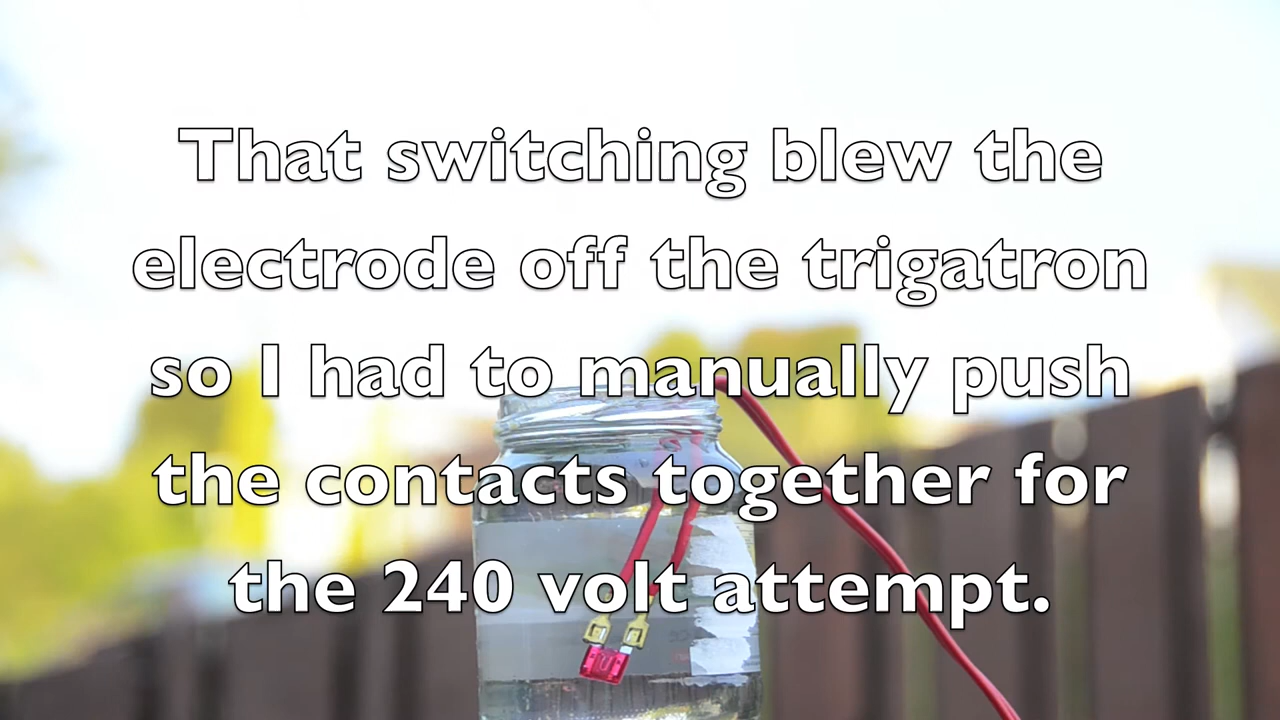 That switching blew the
electrode off the trigatron
so I had to manually push
the contacts together for
the 240 volt attempt.